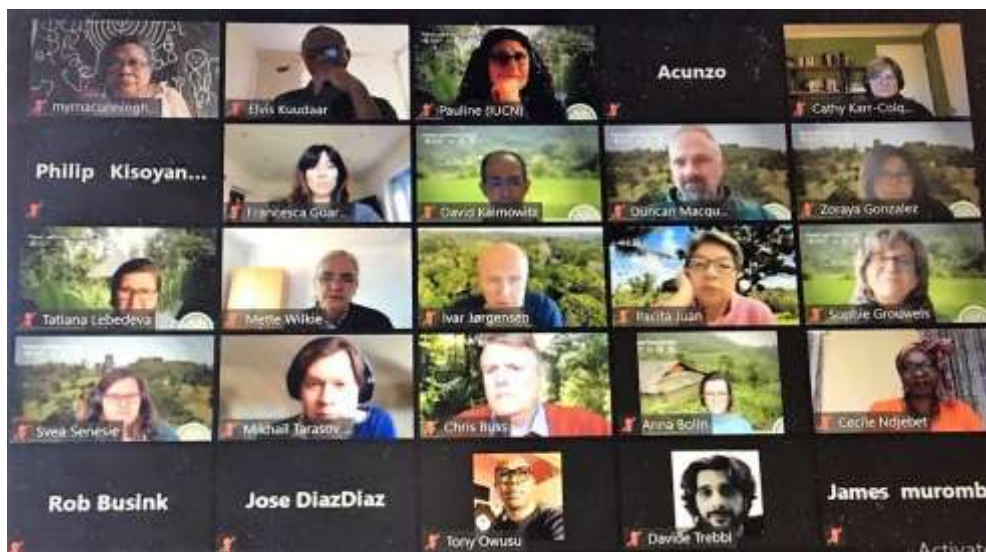 myrnacunningh...
Elvis Kuudaar
Pauline (IUCN)
Acunzo
Cathy Karr-Colq...
Philip Kisoyan...
Francesca Guar...
David Kaimowitz
Duncan Macqu...
Zoraya Gonzalez
Tatiana Lebedeva
Mette Wilkie
Ivar Jørgensen
Pacita Juan
Sophie Grouwels
Svea Senesie
Mikhail Tarasov
Chris Buss
Anna Bolin
Cecile Ndjebet
Rob Busink
Jose DiazDiaz
Tony Owusu
Davide Trebbi
James muromb
Activat